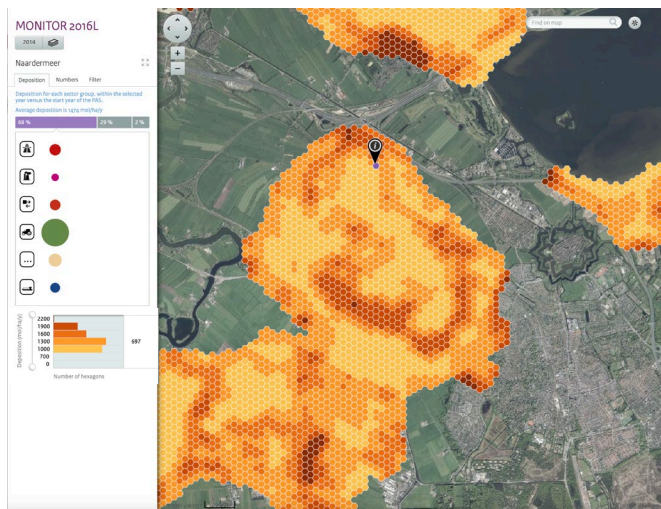 MONITOR 2016L
2014
Naardermeer
Deposition Numbers Filter
Deposition for each sector group, within the selected
year versus the start year of the PAS.
Average deposition is 1474 mol/ha/y
68 % 29 % 2 %
...
Deposition (mol/ha/y)
2200
1900
1600
1300
1000
700
0
697
Number of hexagons
Find on map
+
−
i